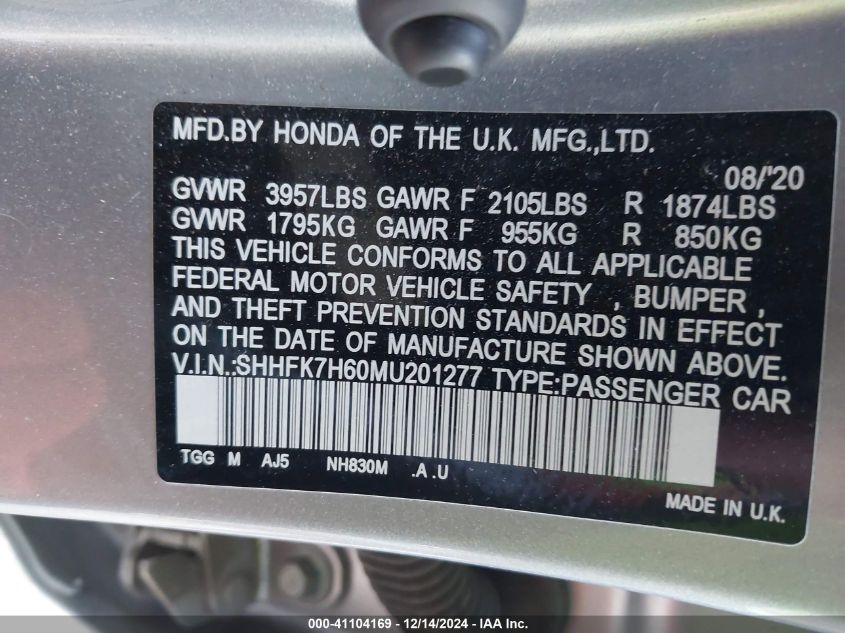 MFD.BY HONDA OF THE U.K. MFG.,LTD.
08/'20
GVWR 3957LBS GAWR F 2105LBS R 1874LBS
GVWR 1795KG GAWR F 955KG R 850KG
THIS VEHICLE CONFORMS TO ALL APPLICABLE
FEDERAL MOTOR VEHICLE SAFETY , BUMPER ,
AND THEFT PREVENTION STANDARDS IN EFFECT
ON THE DATE OF MANUFACTURE SHOWN ABOVE.
V.I.N.:SHHFK7H60MU201277 TYPE:PASSENGER CAR
TGG M AJ5 NH830M .A .U
MADE IN U.K.
000-41104169 - 12/14/2024 - IAA Inc.